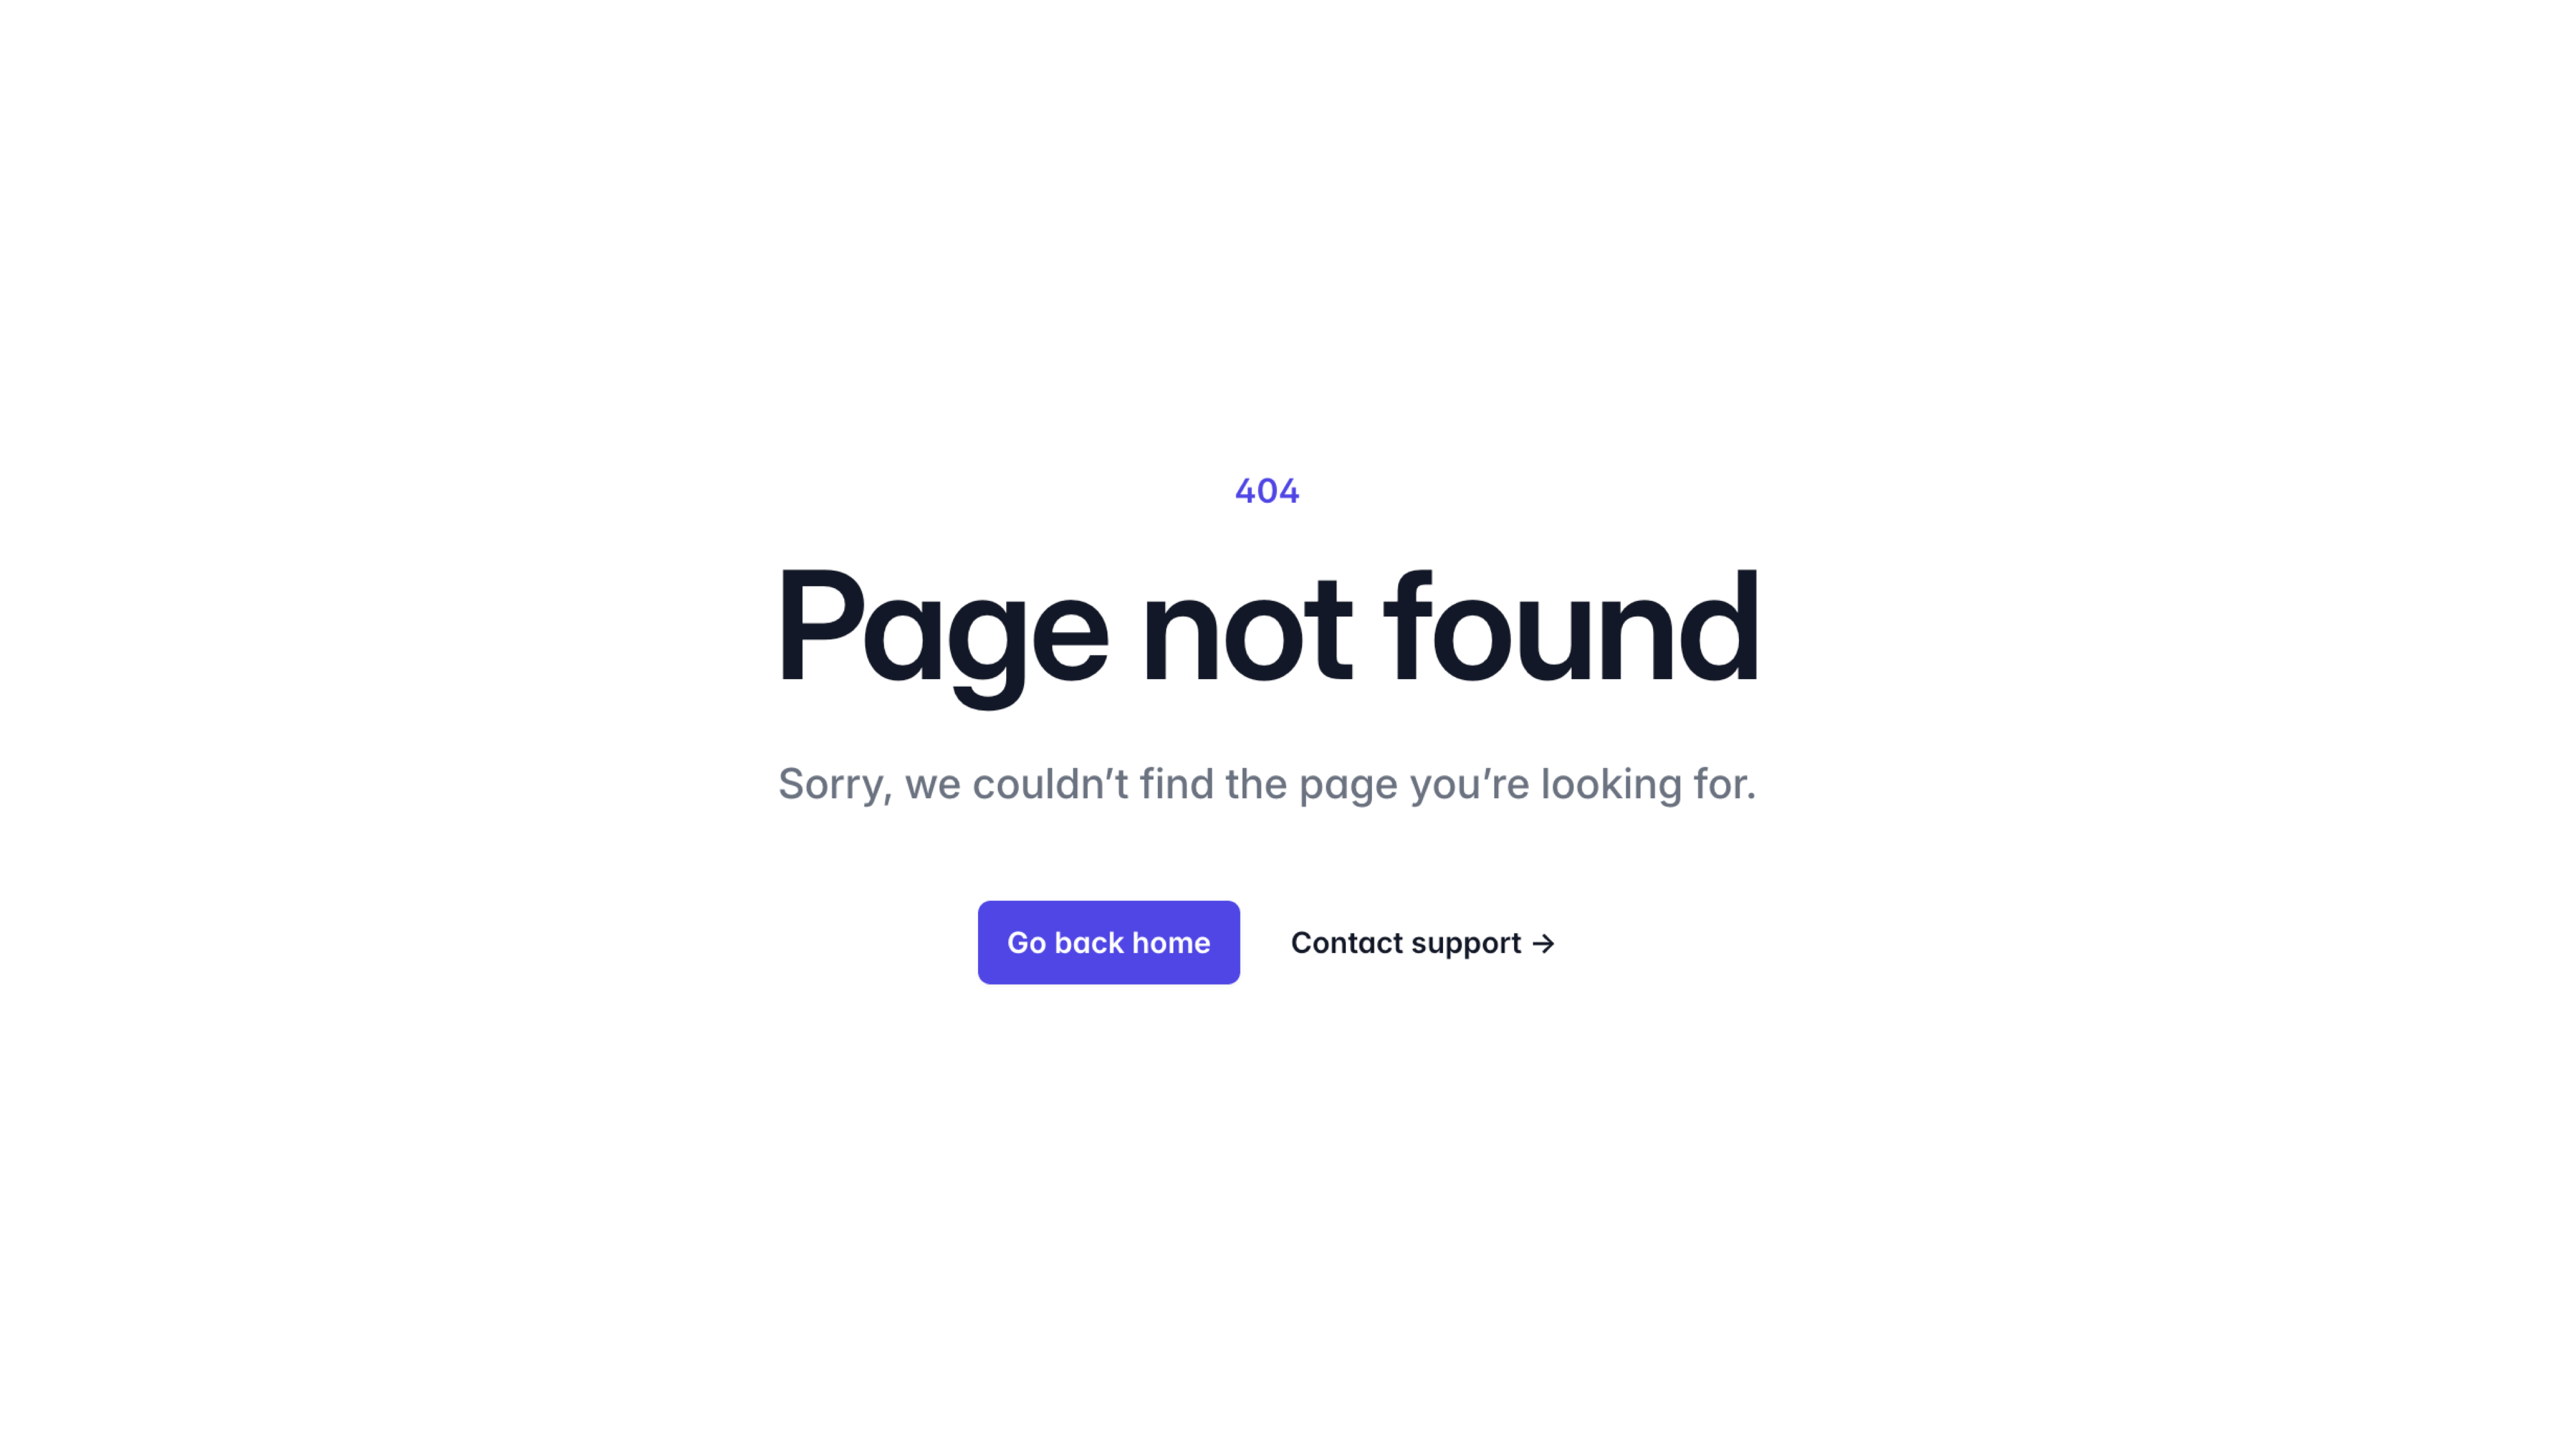 404
Page not found
Sorry, we couldn’t find the page you’re looking for.
Go back home
Contact support →